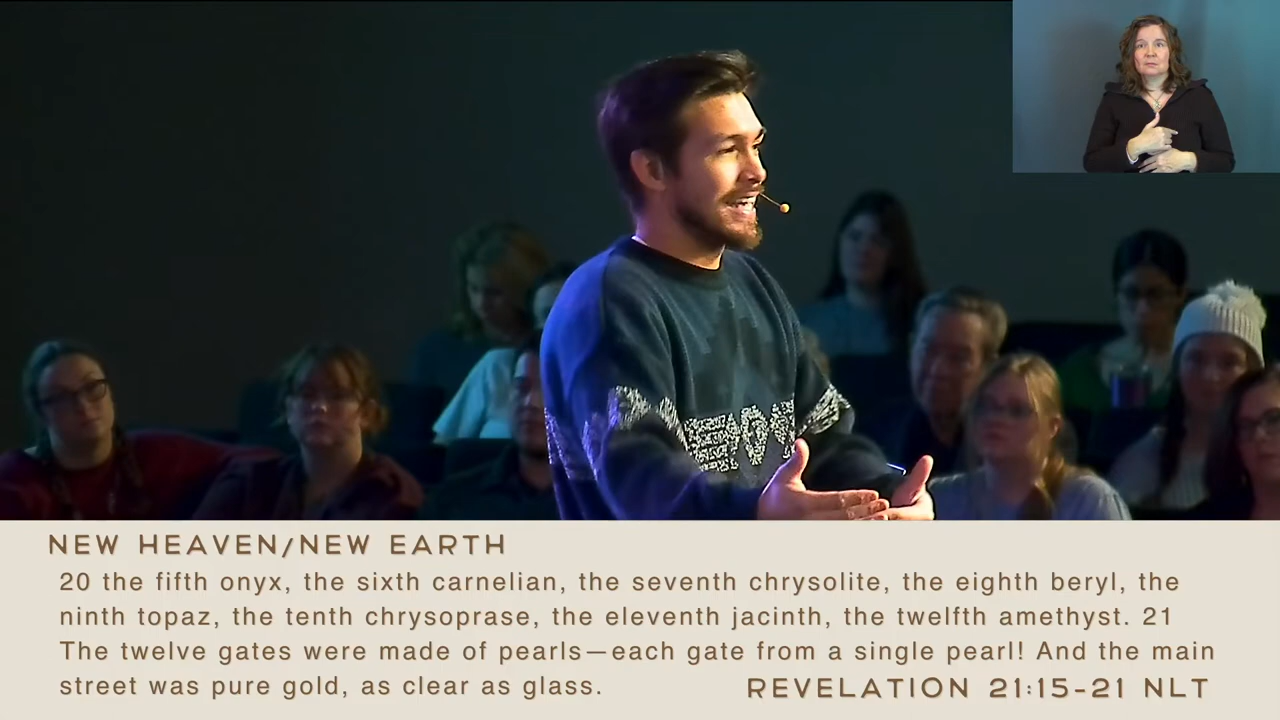 NEW HEAVEN/NEW EARTH
20 the fifth onyx, the sixth carnelian, the seventh chrysolite, the eighth beryl, the
ninth topaz, the tenth chrysoprase, the eleventh jacinth, the twelfth amethyst. 21
The twelve gates were made of pearls—each gate from a single pearl! And the main
street was pure gold, as clear as glass.
REVELATION 21:15-21 NLT